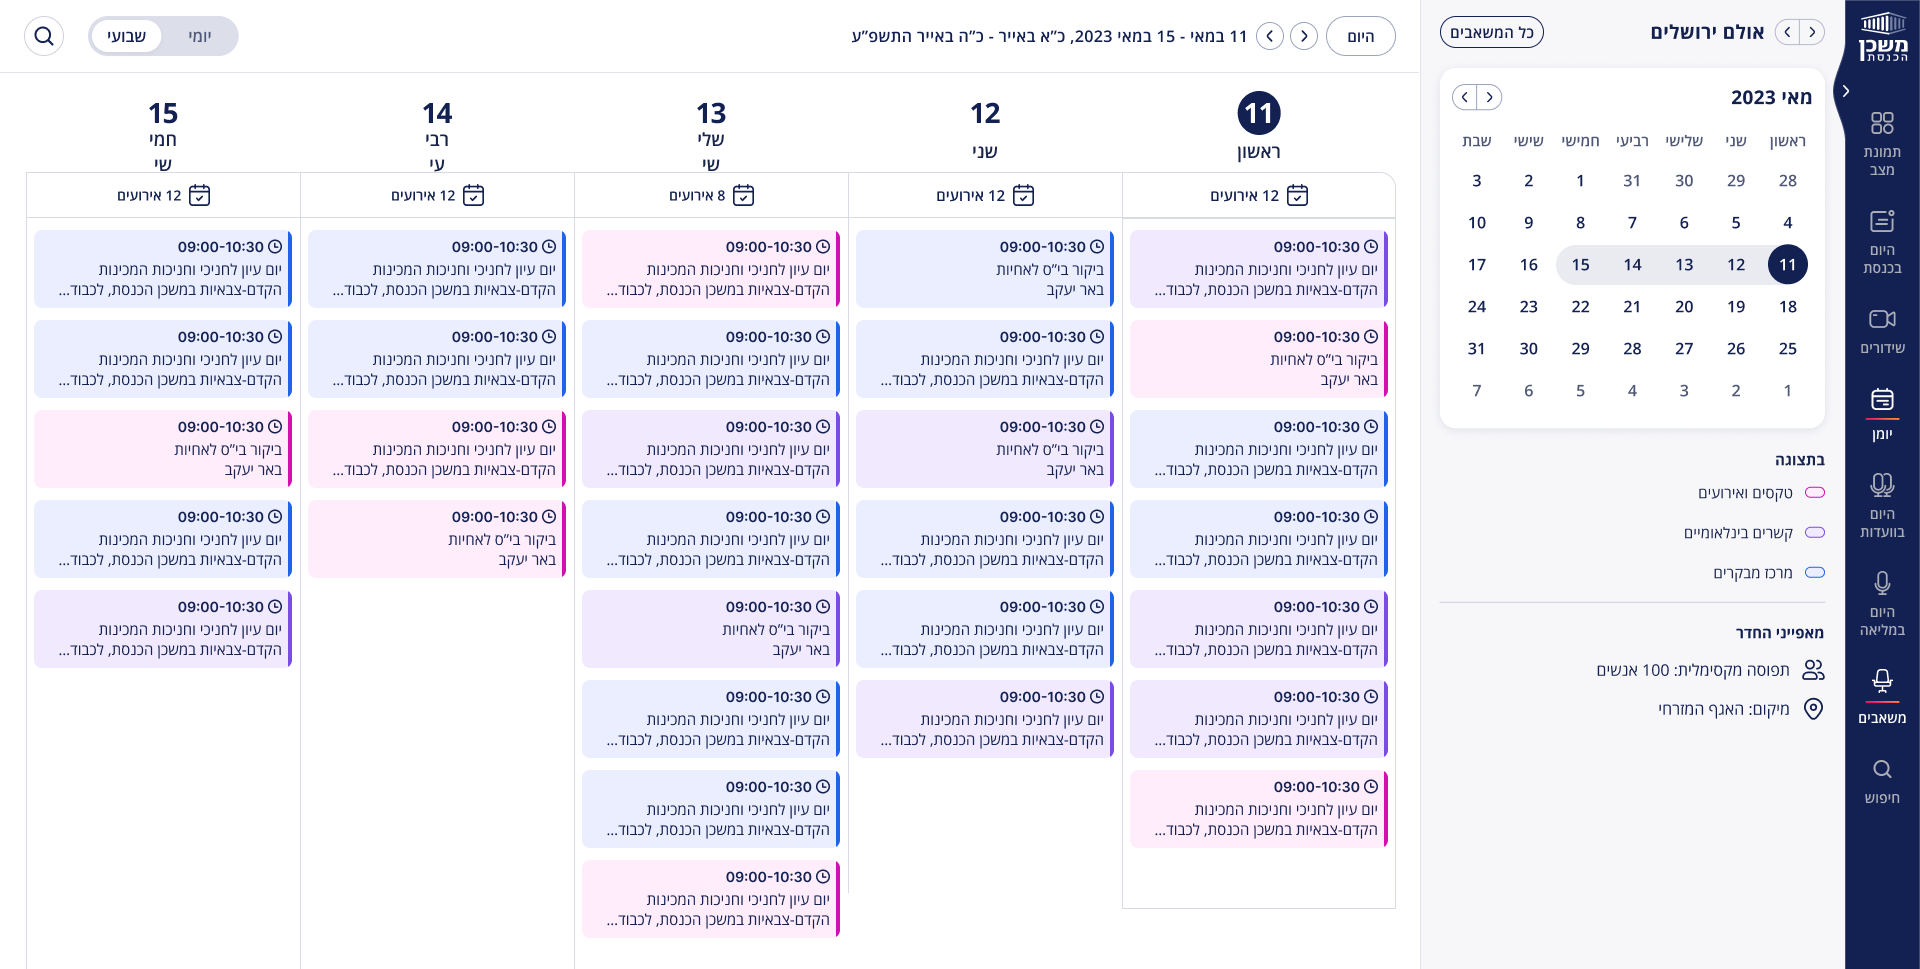 משכן
הכנסת
תמונת
מצב
היום
בכנסת
שידורים
יומן
היום
בוועדות
היום
במליאה
משאבים
חיפוש
אולם ירושלים
כל המשאבים
מאי 2023
ראשון שני שלישי רביעי חמישי שישי שבת
28 29 30 31 1 2 3
4 5 6 7 8 9 10
11 12 13 14 15 16 17
18 19 20 21 22 23 24
25 26 27 28 29 30 31
1 2 3 4 5 6 7
בתצוגה
טקסים ואירועים
קשרים בינלאומיים
מרכז מבקרים
מאפייני החדר
תפוסה מקסימלית: 100 אנשים
מיקום: האגף המזרחי
היום
11 במאי - 15 במאי 2023, כ״א באייר - כ״ה באייר התשפ״ע
יומי
שבועי
11
ראשון
12 אירועים
09:00-10:30
יום עיון לחניכי וחניכות המכינות
הקדם-צבאיות במשכן הכנסת, לכבוד...
09:00-10:30
ביקור בי״ס לאחיות
באר יעקב
09:00-10:30
יום עיון לחניכי וחניכות המכינות
הקדם-צבאיות במשכן הכנסת, לכבוד...
09:00-10:30
יום עיון לחניכי וחניכות המכינות
הקדם-צבאיות במשכן הכנסת, לכבוד...
09:00-10:30
יום עיון לחניכי וחניכות המכינות
הקדם-צבאיות במשכן הכנסת, לכבוד...
09:00-10:30
יום עיון לחניכי וחניכות המכינות
הקדם-צבאיות במשכן הכנסת, לכבוד...
09:00-10:30
יום עיון לחניכי וחניכות המכינות
הקדם-צבאיות במשכן הכנסת, לכבוד...
12
שני
12 אירועים
09:00-10:30
ביקור בי״ס לאחיות
באר יעקב
09:00-10:30
יום עיון לחניכי וחניכות המכינות
הקדם-צבאיות במשכן הכנסת, לכבוד...
09:00-10:30
ביקור בי״ס לאחיות
באר יעקב
09:00-10:30
יום עיון לחניכי וחניכות המכינות
הקדם-צבאיות במשכן הכנסת, לכבוד...
09:00-10:30
יום עיון לחניכי וחניכות המכינות
הקדם-צבאיות במשכן הכנסת, לכבוד...
09:00-10:30
יום עיון לחניכי וחניכות המכינות
הקדם-צבאיות במשכן הכנסת, לכבוד...
13
שלי
שי
8 אירועים
09:00-10:30
יום עיון לחניכי וחניכות המכינות
הקדם-צבאיות במשכן הכנסת, לכבוד...
09:00-10:30
יום עיון לחניכי וחניכות המכינות
הקדם-צבאיות במשכן הכנסת, לכבוד...
09:00-10:30
יום עיון לחניכי וחניכות המכינות
הקדם-צבאיות במשכן הכנסת, לכבוד...
09:00-10:30
יום עיון לחניכי וחניכות המכינות
הקדם-צבאיות במשכן הכנסת, לכבוד...
09:00-10:30
ביקור בי״ס לאחיות
באר יעקב
09:00-10:30
יום עיון לחניכי וחניכות המכינות
הקדם-צבאיות במשכן הכנסת, לכבוד...
09:00-10:30
יום עיון לחניכי וחניכות המכינות
הקדם-צבאיות במשכן הכנסת, לכבוד...
09:00-10:30
יום עיון לחניכי וחניכות המכינות
הקדם-צבאיות במשכן הכנסת, לכבוד...
14
רבי
עי
12 אירועים
09:00-10:30
יום עיון לחניכי וחניכות המכינות
הקדם-צבאיות במשכן הכנסת, לכבוד...
09:00-10:30
יום עיון לחניכי וחניכות המכינות
הקדם-צבאיות במשכן הכנסת, לכבוד...
09:00-10:30
יום עיון לחניכי וחניכות המכינות
הקדם-צבאיות במשכן הכנסת, לכבוד...
09:00-10:30
ביקור בי״ס לאחיות
באר יעקב
15
חמי
שי
12 אירועים
09:00-10:30
יום עיון לחניכי וחניכות המכינות
הקדם-צבאיות במשכן הכנסת, לכבוד...
09:00-10:30
יום עיון לחניכי וחניכות המכינות
הקדם-צבאיות במשכן הכנסת, לכבוד...
09:00-10:30
ביקור בי״ס לאחיות
באר יעקב
09:00-10:30
יום עיון לחניכי וחניכות המכינות
הקדם-צבאיות במשכן הכנסת, לכבוד...
09:00-10:30
יום עיון לחניכי וחניכות המכינות
הקדם-צבאיות במשכן הכנסת, לכבוד...